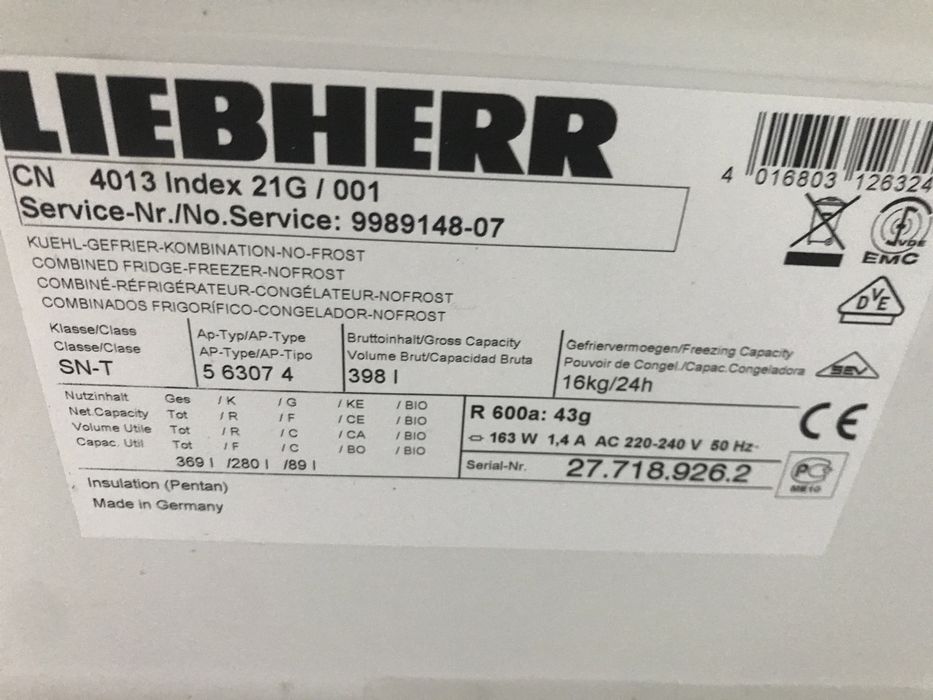 LIEBHERR
CN 4013 Index 21G / 001
Service-Nr./No.Service: 9989148-07
4 016803 126324
KUEHL-GEFRIER-KOMBINATION-NO-FROST
COMBINED FRIDGE-FREEZER-NOFROST
COMBINÉ-RÉFRIGÉRATEUR-CONGÉLATEUR-NOFROST
COMBINADOS FRIGORÍFICO-CONGELADOR-NOFROST
VDE
EMC
DVE
SEV
CE
Klasse/Class
Classe/Clase
SN-T
Ap-Typ/AP-Type
AP-Type/AP-Tipo
5 6307 4
Bruttoinhalt/Gross Capacity
Volume Brut/Capacidad Bruta
398 l
Gefriervermoegen/Freezing Capacity
Pouvoir de Congel./Capac.Congeladora
16kg/24h
Nutzinhalt Ges / K / G / KE / BIO
Net.Capacity Tot / R / F / CE / BIO
Volume Utile Tot / R / C / CA / BIO
Capac. Util Tot / F / C / BO / BIO
369 l /280 l /89 l
R 600a: 43g
163 W 1,4 A AC 220-240 V 50 Hz
Serial-Nr. 27.718.926.2
Insulation (Pentan)
Made in Germany